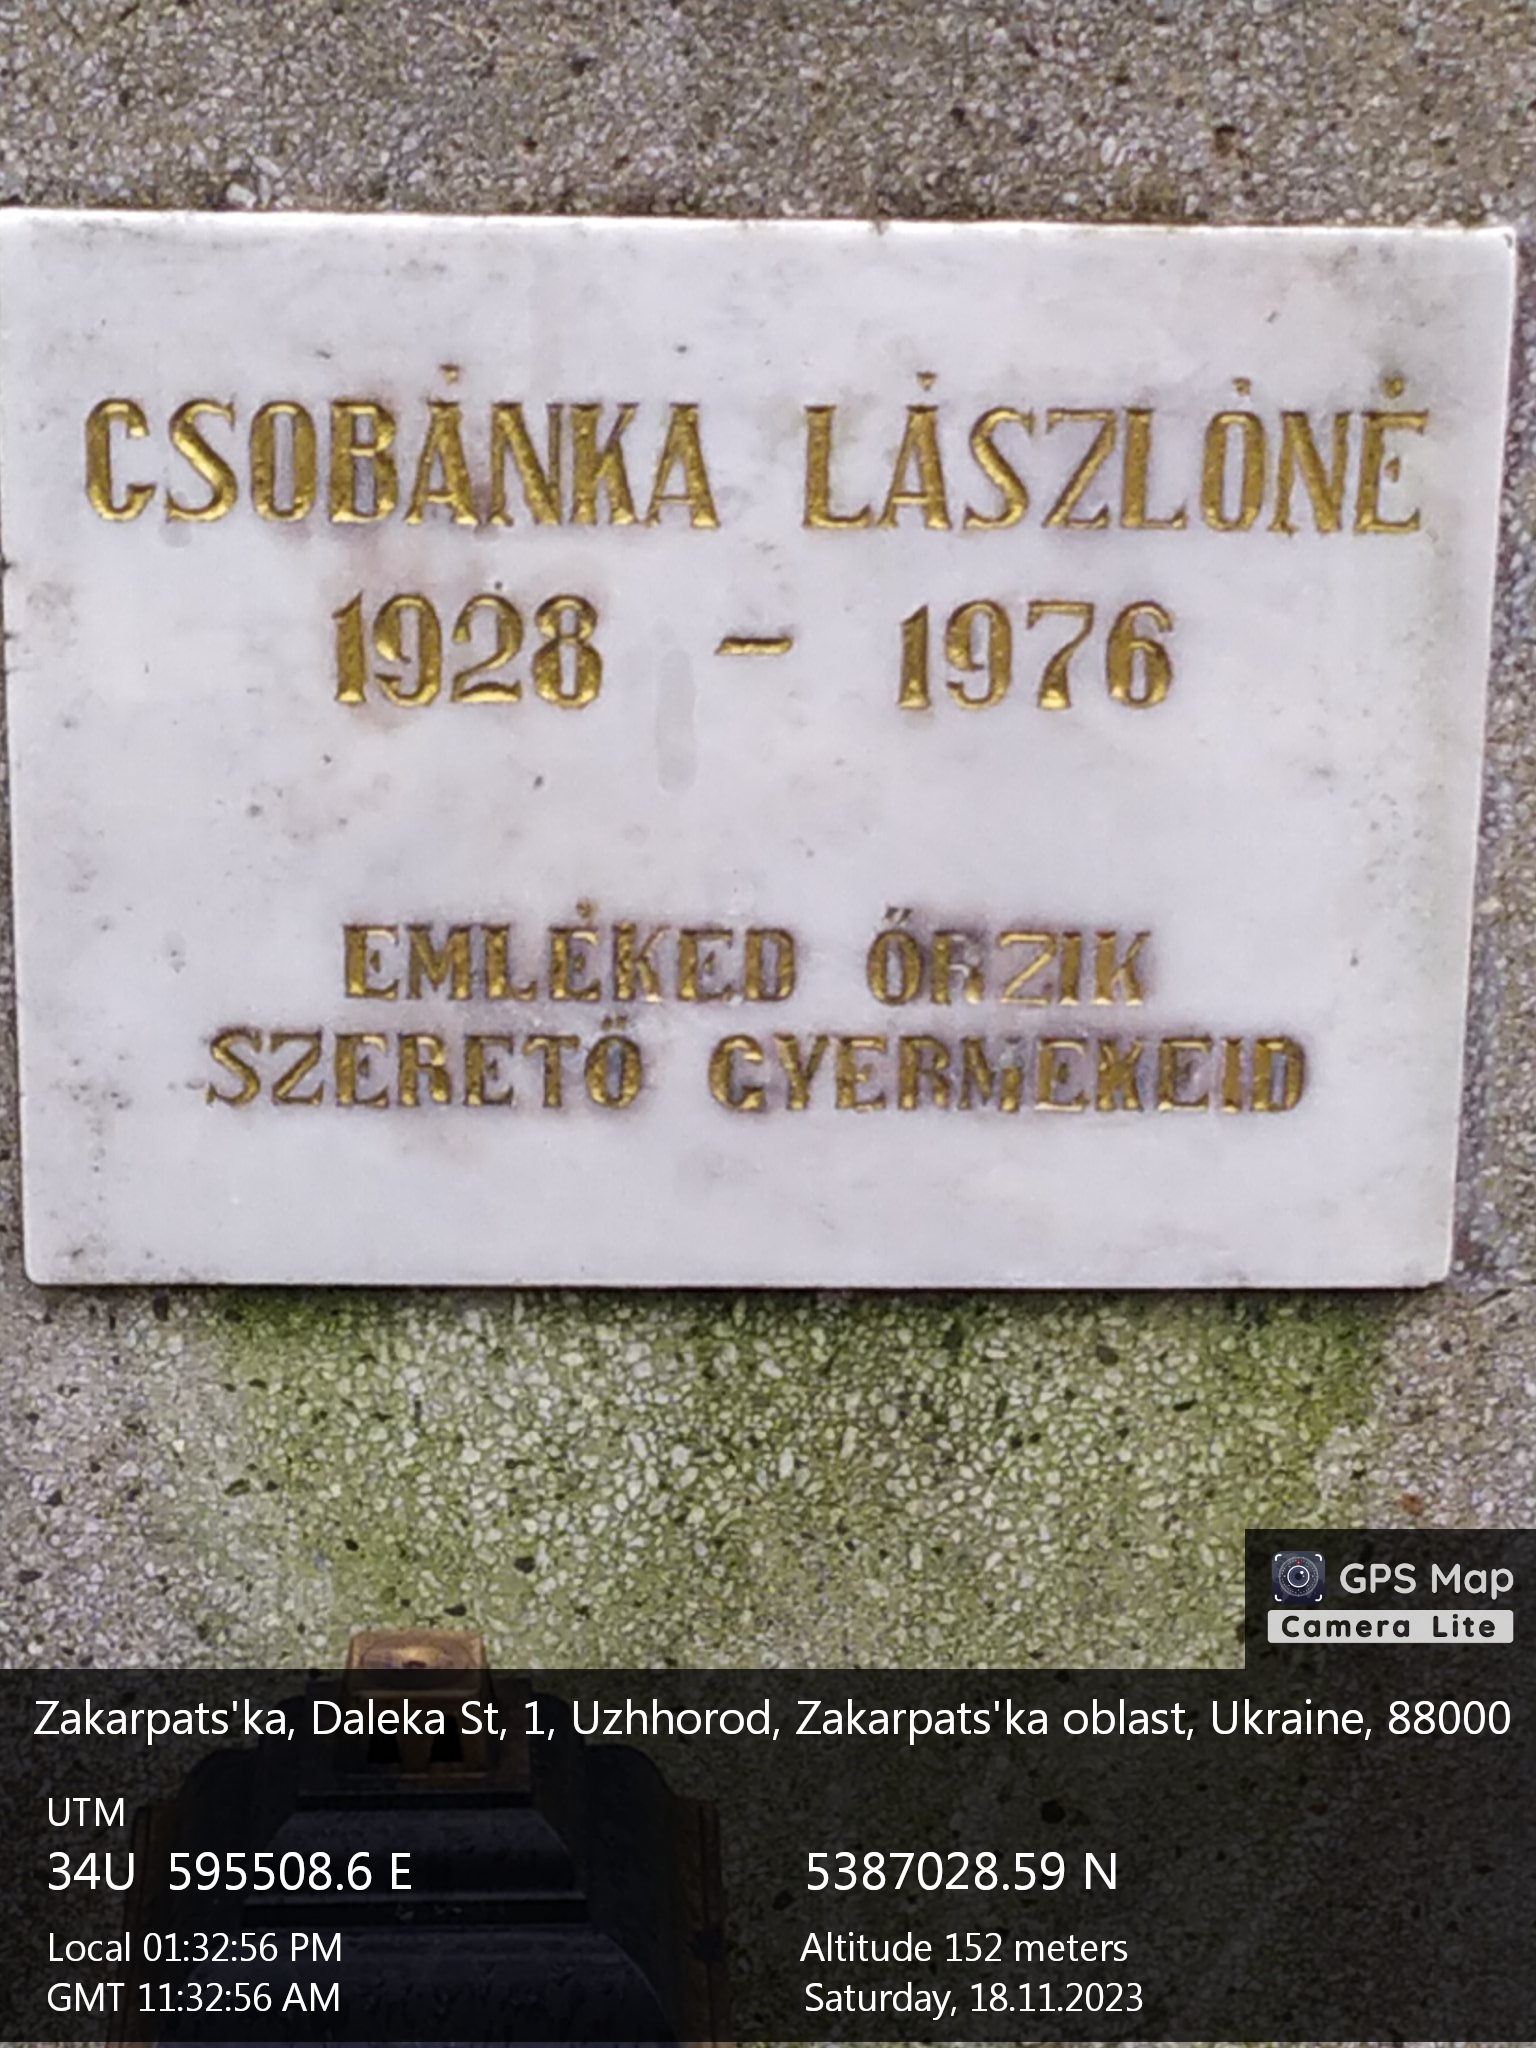 CSOBÁNKA LÁSZLÓNÉ
1928 - 1976
EMLÉKED ŐRZIK
SZERETŐ GYERMEKEID
GPS Map
Camera Lite
Zakarpats'ka, Daleka St, 1, Uzhhorod, Zakarpats'ka oblast, Ukraine, 88000
UTM
34U 595508.6 E 5387028.59 N
Local 01:32:56 PM Altitude 152 meters
GMT 11:32:56 AM Saturday, 18.11.2023